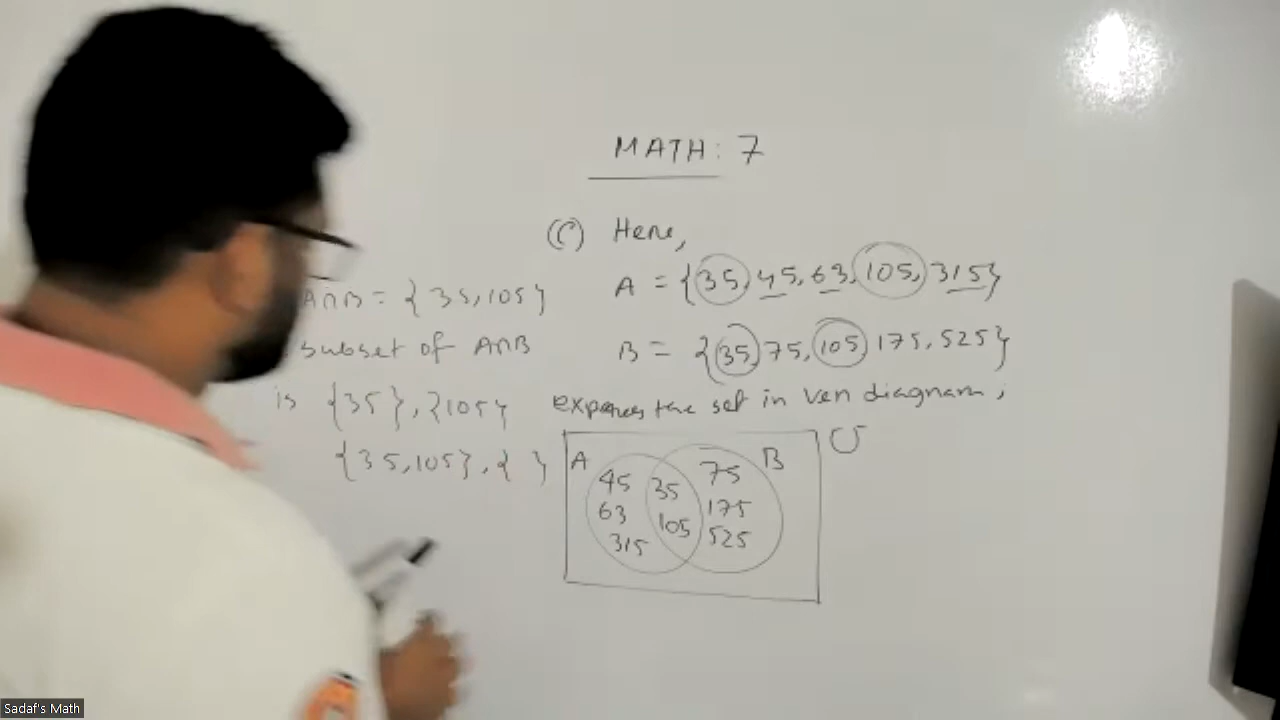 MATH: 7
(C) Here,
A = {35, 45, 63, 105, 315}
B = {35, 75, 105, 175, 525}
express the set in ven diagram;
A B U
45 35 75
63 105 175
315 525
A∩B = {35, 105}
subset of A∩B
is {35}, {105}
{35, 105}, { }
Sadaf's Math